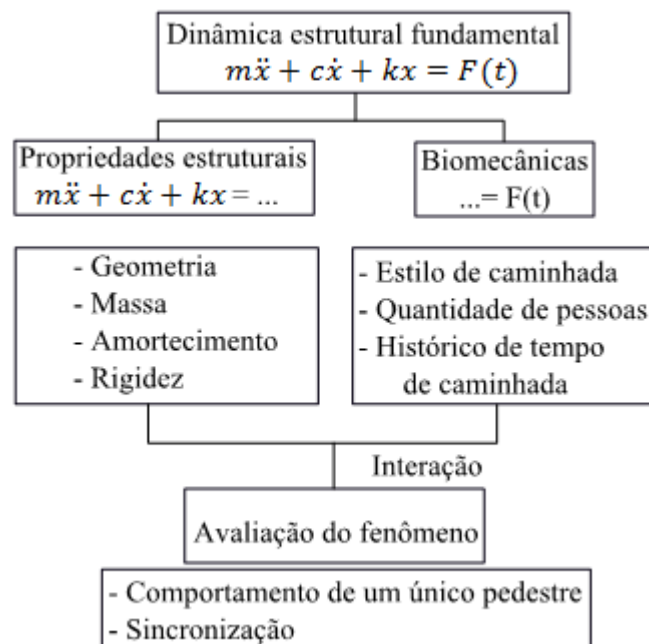 Dinâmica estrutural fundamental
mẍ + cẋ + kx = F(t)
Propriedades estruturais
mẍ + cẋ + kx = ...
Biomecânicas
...= F(t)
- Geometria
- Massa
- Amortecimento
- Rigidez
- Estilo de caminhada
- Quantidade de pessoas
- Histórico de tempo
de caminhada
Interação
Avaliação do fenômeno
- Comportamento de um único pedestre
- Sincronização